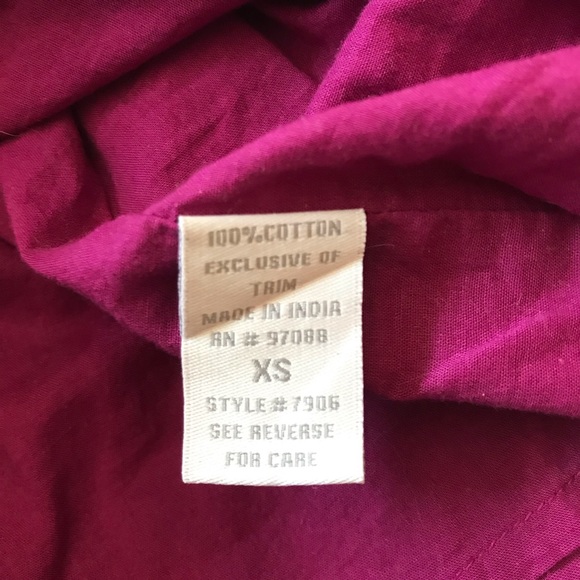 100%COTTON
EXCLUSIVE OF
TRIM
MADE IN INDIA
RN # 97088
XS
STYLE#7906
SEE REVERSE
FOR CARE